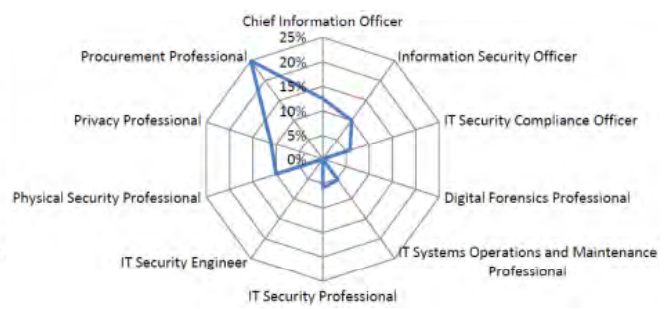 Chief Information Officer
25%
Procurement Professional
20%
Information Security Officer
15%
Privacy Professional
10%
IT Security Compliance Officer
5%
0%
Physical Security Professional
Digital Forensics Professional
IT Security Engineer
IT Systems Operations and Maintenance
Professional
IT Security Professional